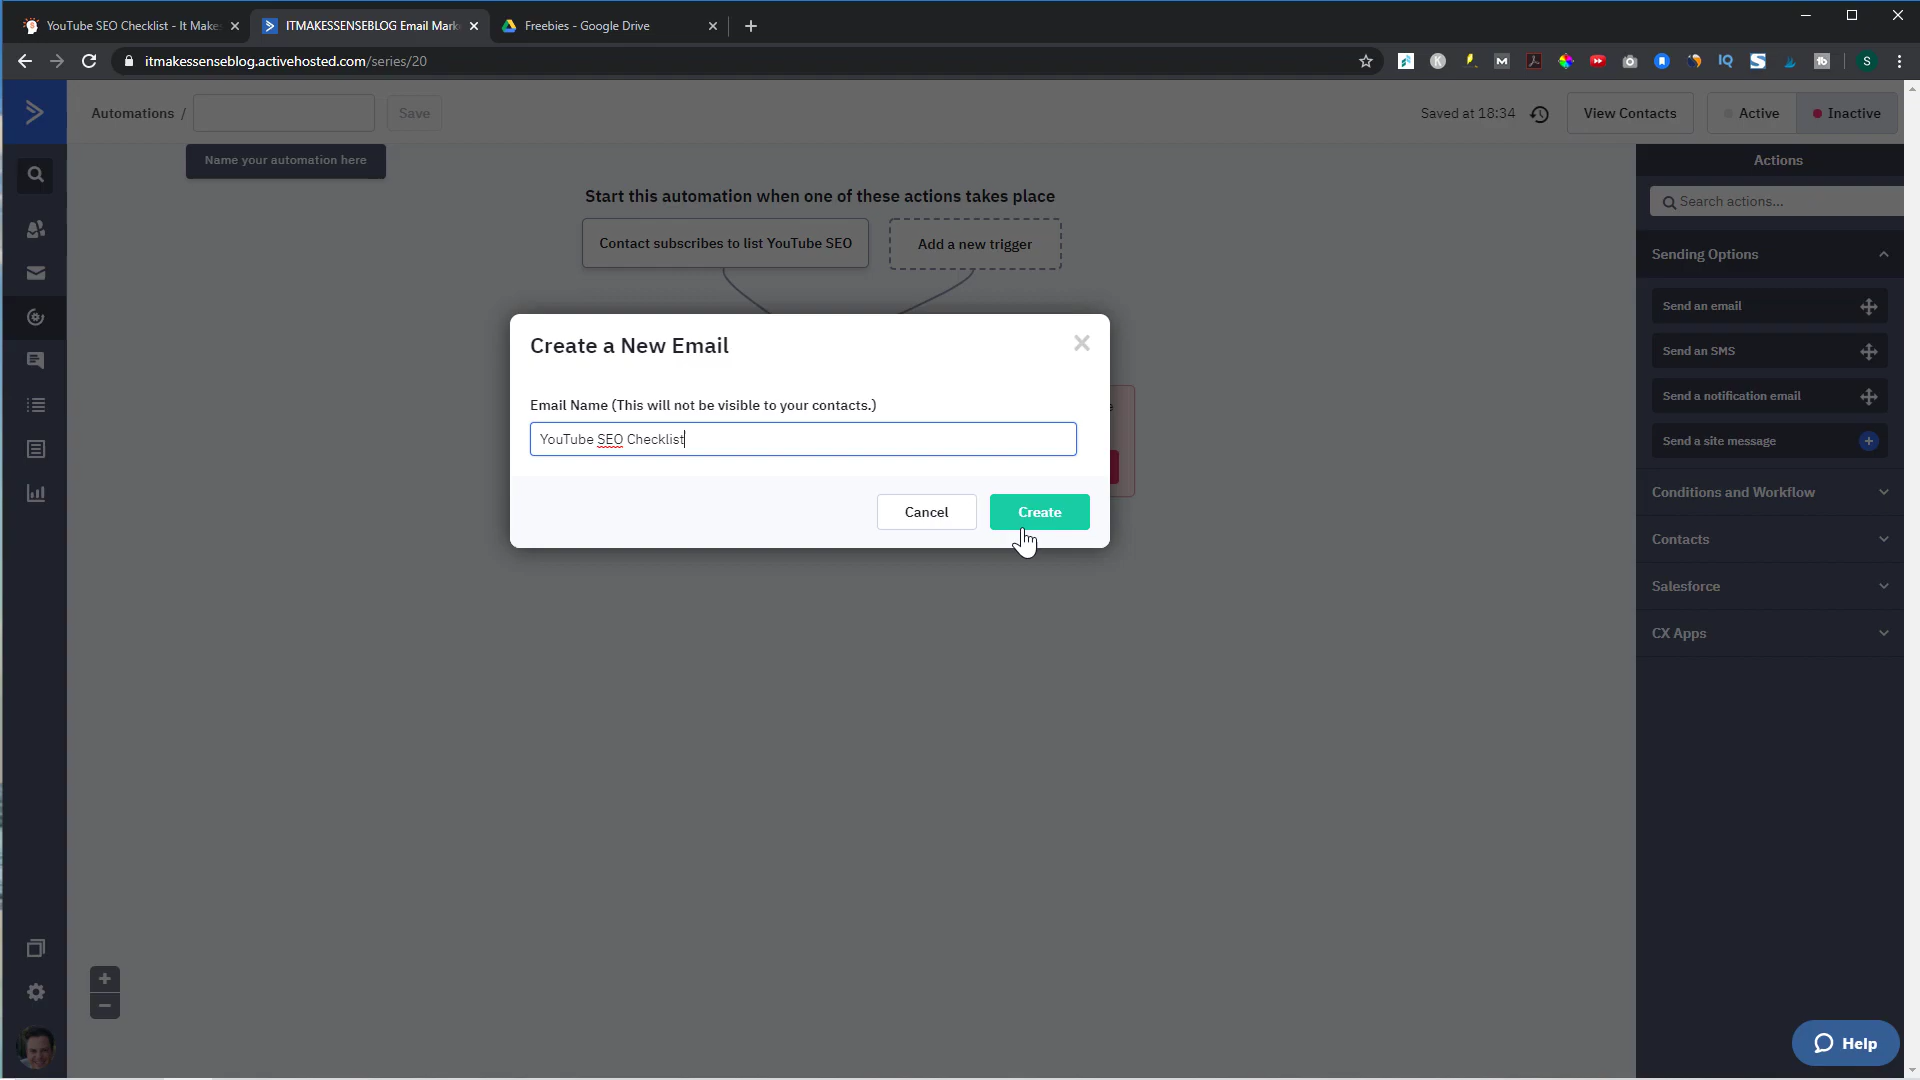 YouTube SEO Checklist - It Make
ITMAKESSENSEBLOG Email Mark
Freebies - Google Drive
itmakessenseblog.activehosted.com/series/20
Automations /
Save
Saved at 18:34
View Contacts
Active
Inactive
Name your automation here
Actions
Search actions...
Start this automation when one of these actions takes place
Contact subscribes to list YouTube SEO
Add a new trigger
Sending Options
Send an email
Send an SMS
Send a notification email
Send a site message
Conditions and Workflow
Contacts
Salesforce
CX Apps
Create a New Email
Email Name (This will not be visible to your contacts.)
YouTube SEO Checklist
Cancel
Create
Help